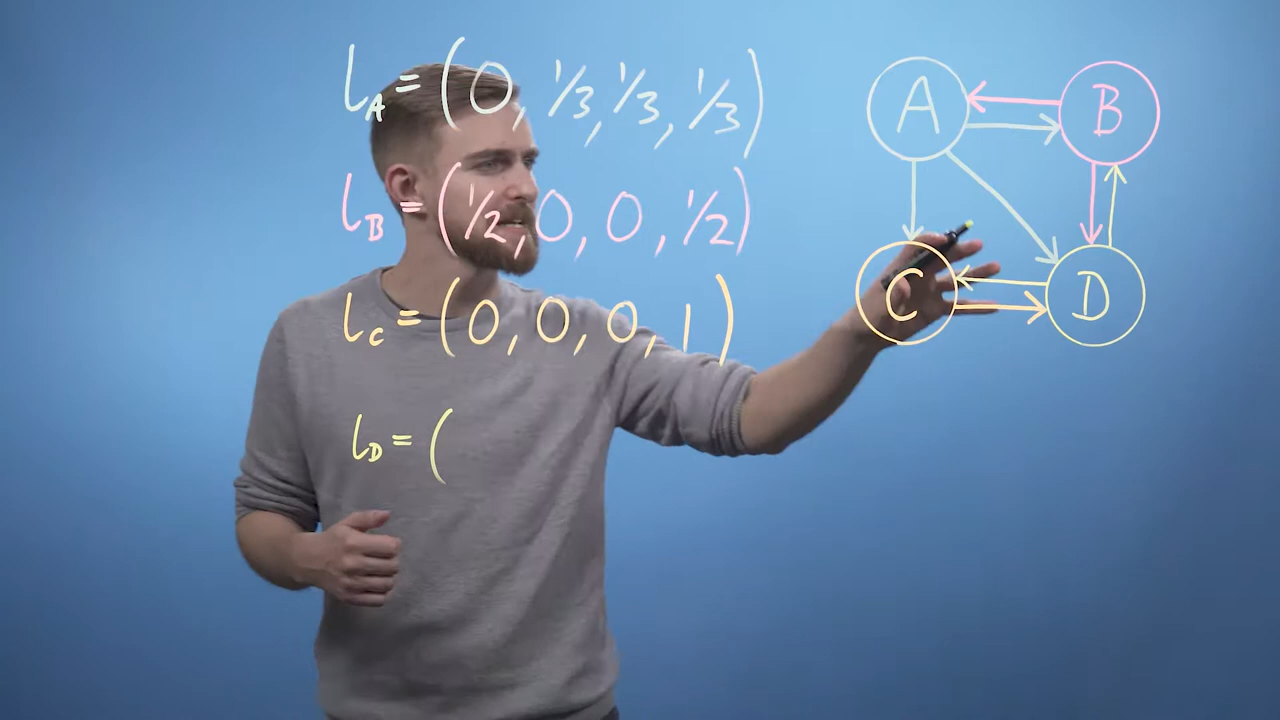 l_A = (0, 1/3, 1/3, 1/3)
l_B = (1/2, 0, 0, 1/2)
l_C = (0, 0, 0, 1)
l_D = (
A B
C D